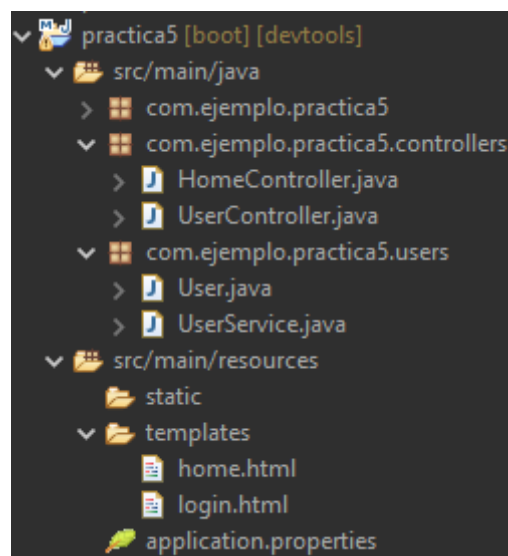 practica5 [boot] [devtools]
src/main/java
com.ejemplo.practica5
com.ejemplo.practica5.controllers
HomeController.java
UserController.java
com.ejemplo.practica5.users
User.java
UserService.java
src/main/resources
static
templates
home.html
login.html
application.properties